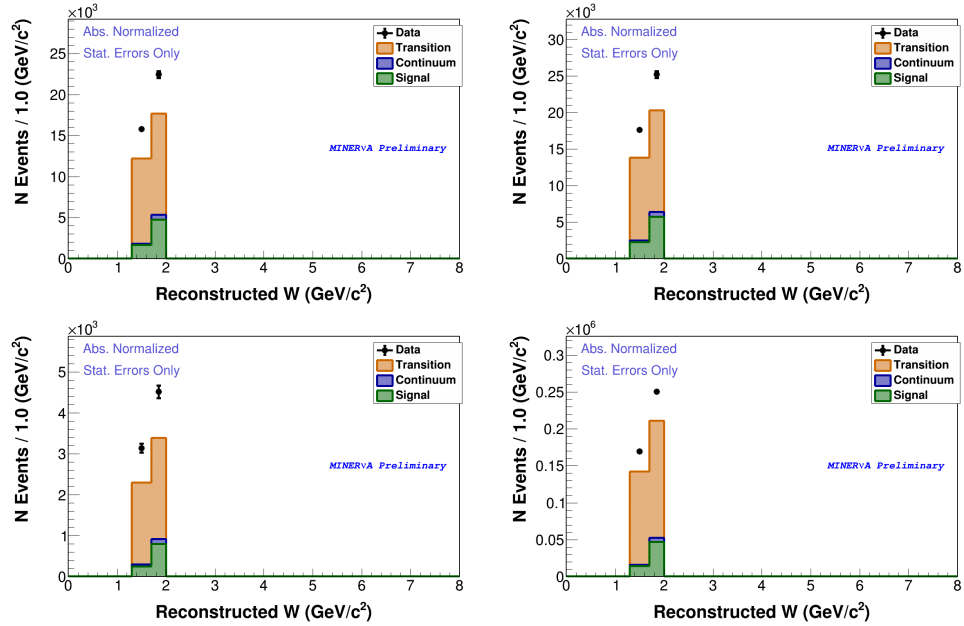 ×10³
N Events / 1.0 (GeV/c²)
Abs. Normalized
Stat. Errors Only
Data
Transition
Continuum
Signal
MINERνA Preliminary
25
20
15
10
5
0
0 1 2 3 4 5 6 7 8
Reconstructed W (GeV/c²)
×10³
N Events / 1.0 (GeV/c²)
Abs. Normalized
Stat. Errors Only
Data
Transition
Continuum
Signal
MINERνA Preliminary
30
25
20
15
10
5
0
0 1 2 3 4 5 6 7 8
Reconstructed W (GeV/c²)
×10³
N Events / 1.0 (GeV/c²)
Abs. Normalized
Stat. Errors Only
Data
Transition
Continuum
Signal
MINERνA Preliminary
5
4
3
2
1
0
0 1 2 3 4 5 6 7 8
Reconstructed W (GeV/c²)
×10⁶
N Events / 1.0 (GeV/c²)
Abs. Normalized
Stat. Errors Only
Data
Transition
Continuum
Signal
MINERνA Preliminary
0.3
0.25
0.2
0.15
0.1
0.05
0
0 1 2 3 4 5 6 7 8
Reconstructed W (GeV/c²)